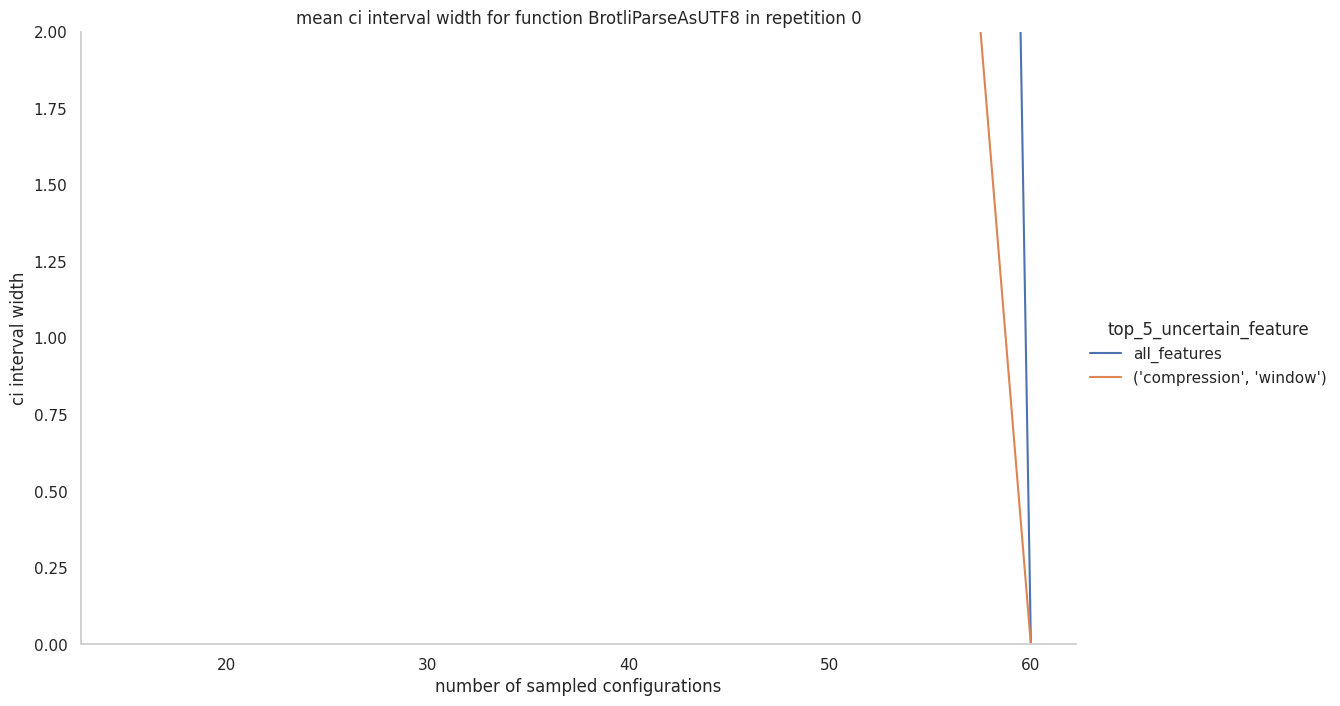 mean ci interval width for function BrotliParseAsUTF8 in repetition 0
2.00
1.75
1.50
1.25
1.00
0.75
0.50
0.25
0.00
ci interval width
20
30
40
50
60
number of sampled configurations
top_5_uncertain_feature
all_features
('compression', 'window')